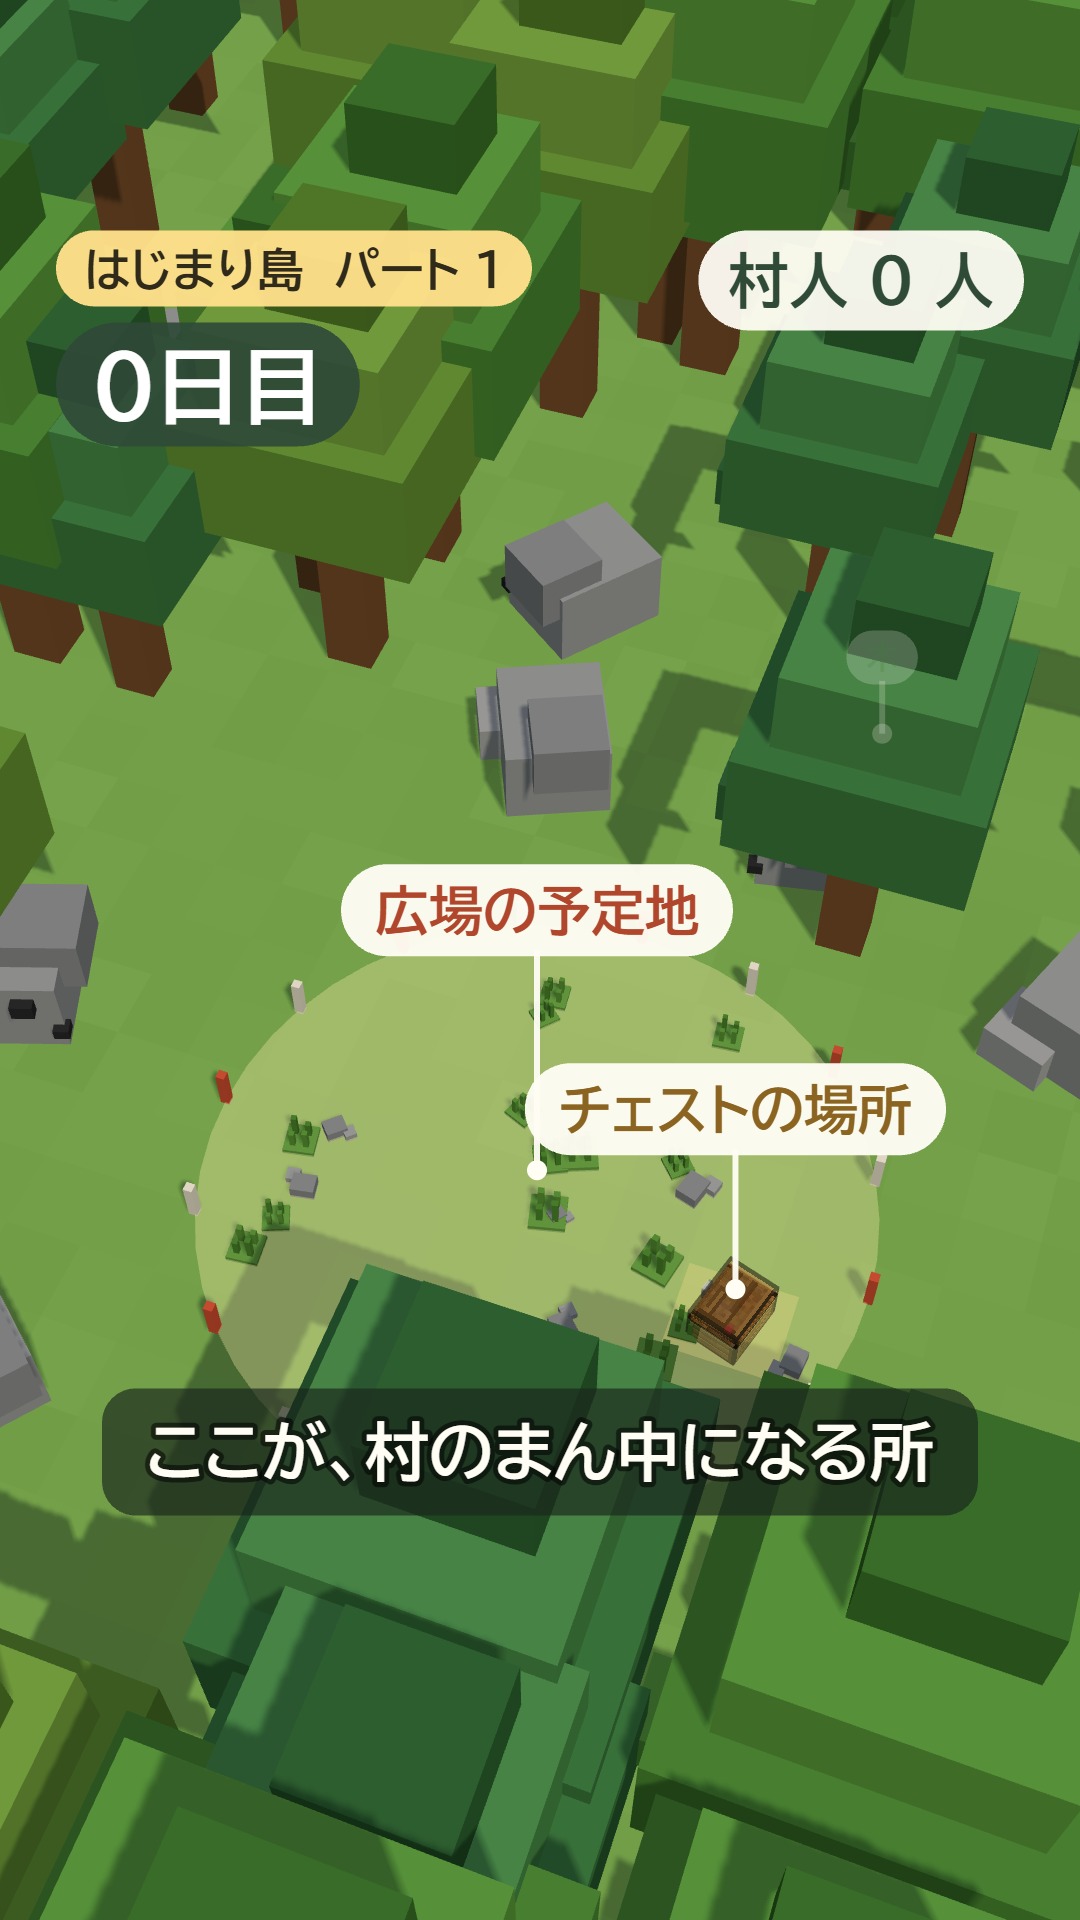 はじまり島 パート 1
村人 0 人
0日目
広場の予定地
チェストの場所
ここが、村のまん中になる所